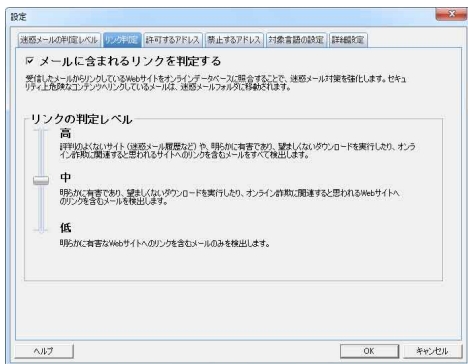 設定
迷惑メールの判定レベル リンク判定 許可するアドレス 禁止するアドレス 対象言語の設定 詳細設定
メールに含まれるリンクを判定する
受信したメールからリンクしているWebサイトをオンラインデータベースに照合することで、迷惑メール対策を強化します。セキュ
リティ上危険なコンテンツへリンクしているメールは、迷惑メールフォルダに移動されます。
リンクの判定レベル
高
評判のよくないサイト（迷惑メール履歴など）や、明らかに有害であり、望ましくないダウンロードを実行したり、オンラ
イン詐欺に関連すると思われるサイトへのリンクを含むメールをすべて検出します。
中
明らかに有害であり、望ましくないダウンロードを実行したり、オンライン詐欺に関連すると思われるWebサイトへ
のリンクを含むメールを検出します。
低
明らかに有害なWebサイトへのリンクを含むメールのみを検出します。
ヘルプ OK キャンセル